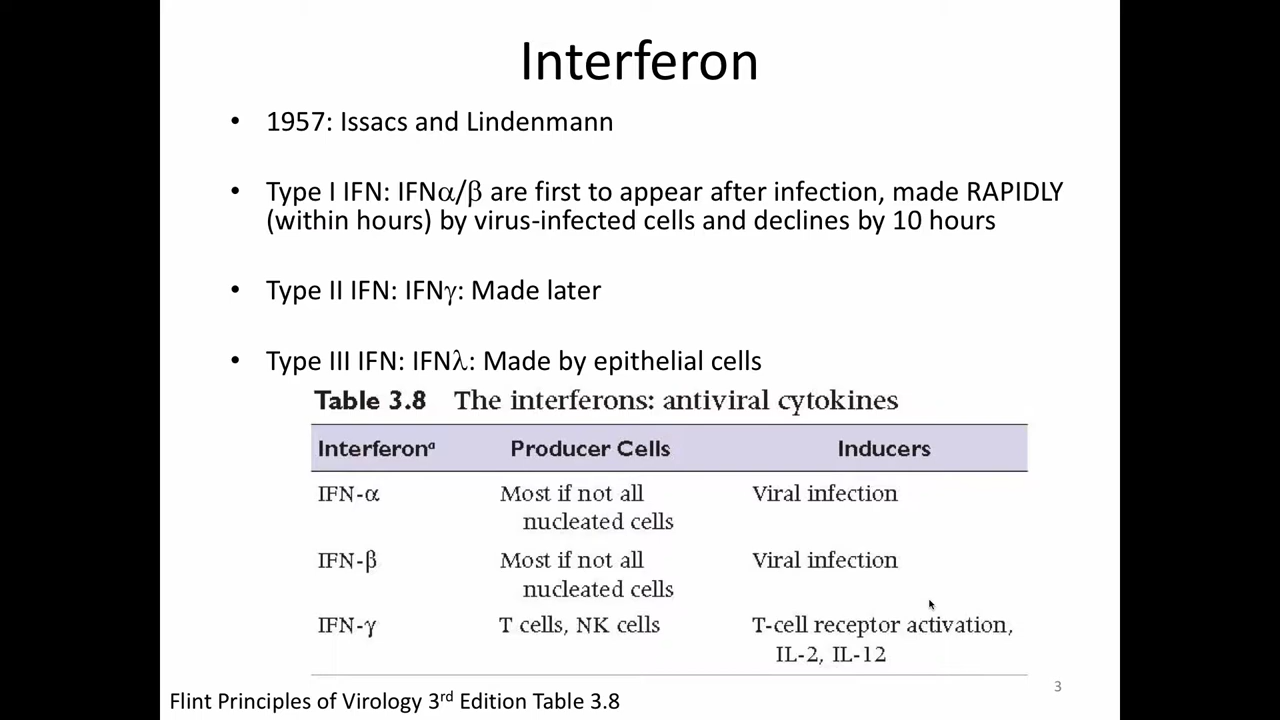 Interferon
• 1957: Issacs and Lindenmann
• Type I IFN: IFNα/β are first to appear after infection, made RAPIDLY
(within hours) by virus-infected cells and declines by 10 hours
• Type II IFN: IFNγ: Made later
• Type III IFN: IFNλ: Made by epithelial cells
Table 3.8 The interferons: antiviral cytokines
Interferonᵃ Producer Cells Inducers
IFN-α Most if not all Viral infection
nucleated cells
IFN-β Most if not all Viral infection
nucleated cells
IFN-γ T cells, NK cells T-cell receptor activation,
IL-2, IL-12
3
Flint Principles of Virology 3rd Edition Table 3.8